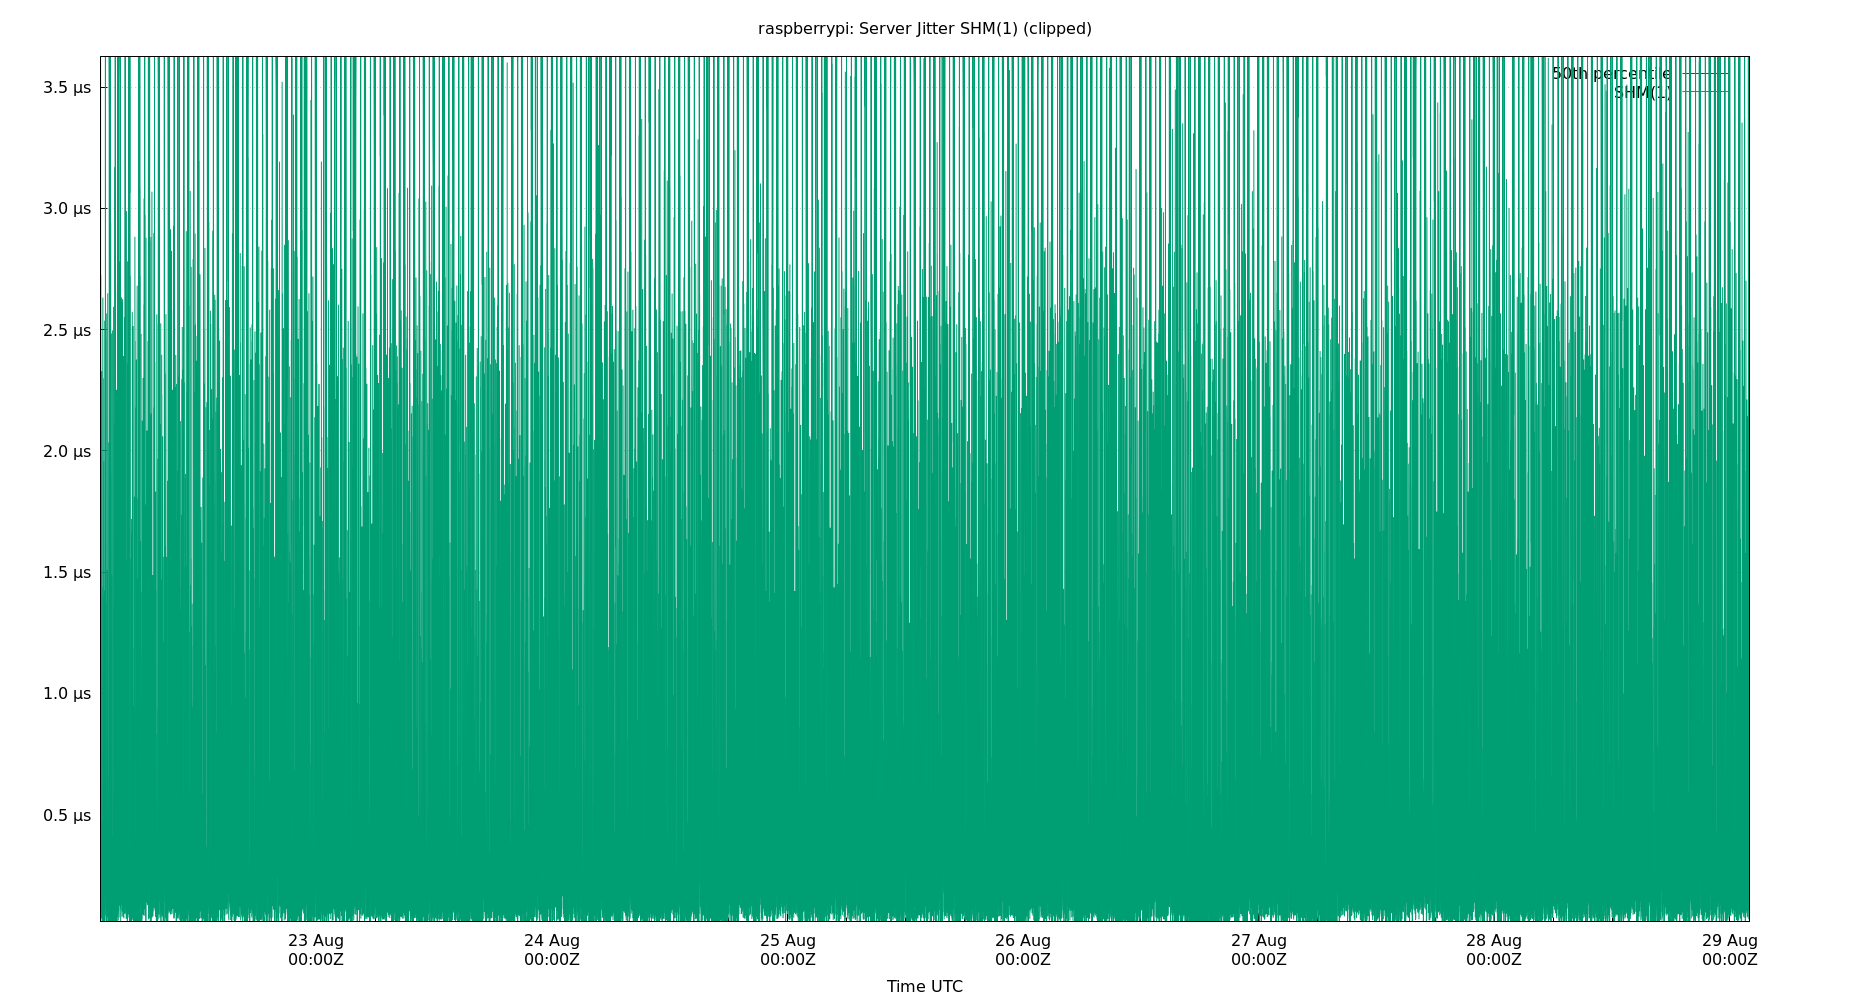 raspberrypi: Server Jitter SHM(1) (clipped)
50th percentile
SHM(1)
3.5 µs
3.0 µs
2.5 µs
2.0 µs
1.5 µs
1.0 µs
0.5 µs
23 Aug 24 Aug 25 Aug 26 Aug 27 Aug 28 Aug 29 Aug
00:00Z 00:00Z 00:00Z 00:00Z 00:00Z 00:00Z 00:00Z
Time UTC